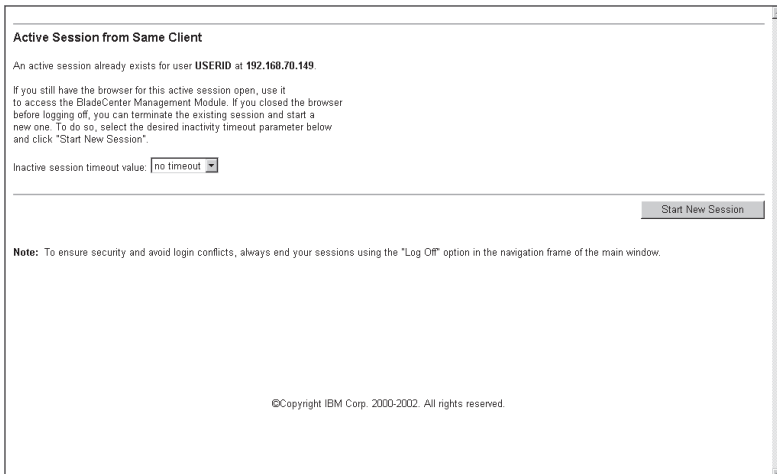 Active Session from Same Client
An active session already exists for user USERID at 192.168.70.149.
If you still have the browser for this active session open, use it
to access the BladeCenter Management Module. If you closed the browser
before logging off, you can terminate the existing session and start a
new one. To do so, select the desired inactivity timeout parameter below
and click "Start New Session".
Inactive session timeout value: no timeout
Start New Session
Note: To ensure security and avoid login conflicts, always end your sessions using the "Log Off" option in the navigation frame of the main window.
©Copyright IBM Corp. 2000-2002. All rights reserved.